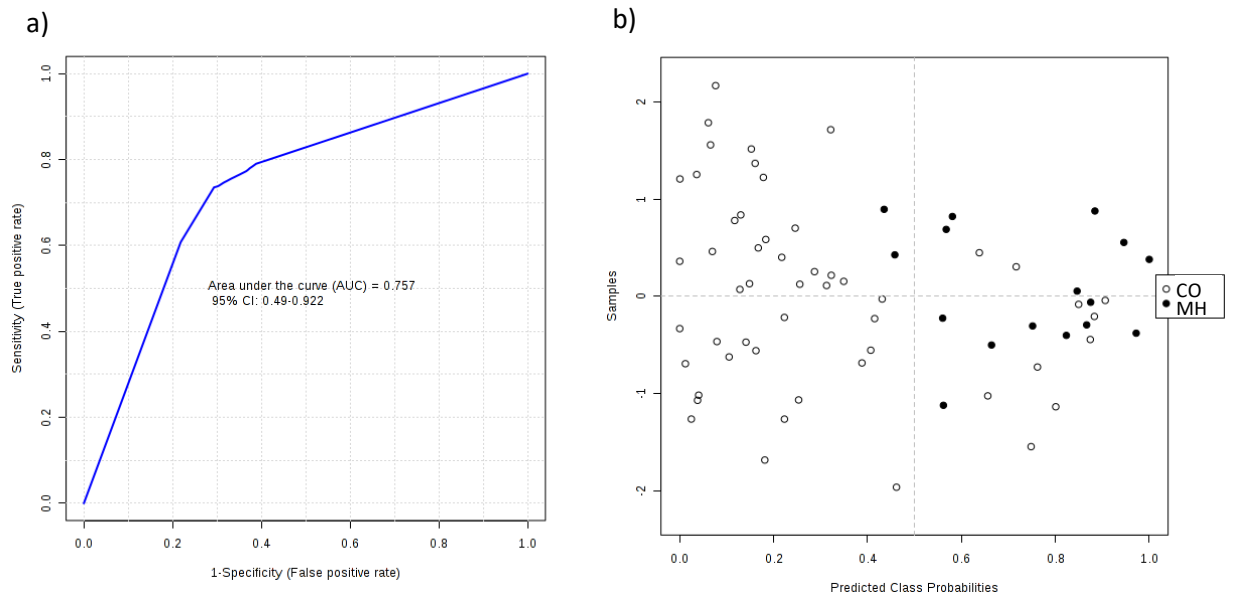 a)
Sensitivity (True positive rate)
1.0
0.8
0.6
0.4
0.2
0.0
Area under the curve (AUC) = 0.757
95% CI: 0.49-0.922
0.0 0.2 0.4 0.6 0.8 1.0
1-Specificity (False positive rate)
b)
Samples
2
1
0
-1
-2
CO
MH
0.0 0.2 0.4 0.6 0.8 1.0
Predicted Class Probabilities